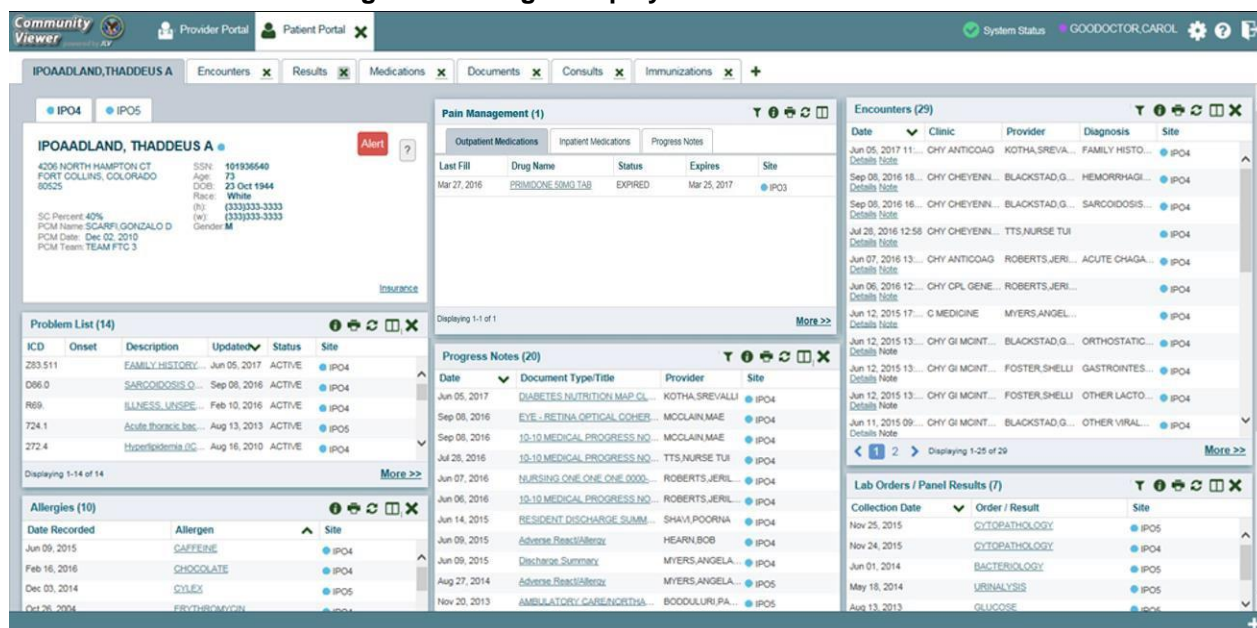 Community Viewer powered by JLV
Provider Portal Patient Portal
System Status GOODOCTOR,CAROL
IPOAADLAND,THADDEUS A Encounters Results Medications Documents Consults Immunizations
IPO4 IPO5
IPOAADLAND, THADDEUS A
Alert ?
4206 NORTH HAMPTON CT
FORT COLLINS, COLORADO
80525
SSN: 101936540
Age: 73
DOB: 23 Oct 1944
Race: White
(h): (333)333-3333
(w): (333)333-3333
Gender: M
SC Percent: 40%
PCM Name: SCARFI,GONZALO D
PCM Date: Dec 02, 2010
PCM Team: TEAM FTC 3
Insurance
Problem List (14)
ICD Onset Description Updated Status Site
Z83.511 FAMILY HISTORY... Jun 05, 2017 ACTIVE IPO4
D86.0 SARCOIDOSIS O... Sep 08, 2016 ACTIVE IPO4
R69. ILLNESS, UNSPE... Feb 10, 2016 ACTIVE IPO4
724.1 Acute thoracic bac... Aug 13, 2013 ACTIVE IPO5
272.4 Hyperlipidemia (IC... Aug 16, 2010 ACTIVE IPO4
Displaying 1-14 of 14 More >>
Allergies (10)
Date Recorded Allergen Site
Jun 09, 2015 CAFFEINE IPO4
Feb 16, 2016 CHOCOLATE IPO4
Dec 03, 2014 CYLEX IPO5
Oct 26, 2004 ERYTHROMYCIN IPO4
Pain Management (1)
Outpatient Medications Inpatient Medications Progress Notes
Last Fill Drug Name Status Expires Site
Mar 27, 2016 PRIMIDONE 50MG TAB EXPIRED Mar 25, 2017 IPO3
Displaying 1-1 of 1 More >>
Progress Notes (20)
Date Document Type/Title Provider Site
Jun 05, 2017 DIABETES NUTRITION MAP CL... KOTHA,SREVALLI IPO4
Sep 08, 2016 EYE - RETINA OPTICAL COHER... MCCLAIN,MAE IPO4
Sep 08, 2016 10-10 MEDICAL PROGRESS NO... MCCLAIN,MAE IPO4
Jul 28, 2016 10-10 MEDICAL PROGRESS NO... TTS,NURSE TUI IPO4
Jun 07, 2016 NURSING ONE ONE ONE 0000-... ROBERTS,JERIL... IPO4
Jun 06, 2016 10-10 MEDICAL PROGRESS NO... ROBERTS,JERIL... IPO4
Jun 14, 2015 RESIDENT DISCHARGE SUMM... SHAVI,POORNA IPO4
Jun 09, 2015 Adverse React/Allergy HEARN,BOB IPO4
Jun 09, 2015 Discharge Summary MYERS,ANGELA... IPO4
Aug 27, 2014 Adverse React/Allergy MYERS,ANGELA... IPO5
Nov 20, 2013 AMBULATORY CARE/NORTHA... BODDULURI,PA... IPO5
Encounters (29)
Date Clinic Provider Diagnosis Site
Jun 05, 2017 11:... CHY ANTICOAG KOTHA,SREVA... FAMILY HISTO... IPO4
Details Note
Sep 08, 2016 18... CHY CHEYENN... BLACKSTAD,G... HEMORRHAGI... IPO4
Details Note
Sep 08, 2016 16... CHY CHEYENN... BLACKSTAD,G... SARCOIDOSIS... IPO4
Details Note
Jul 28, 2016 12:58 CHY CHEYENN... TTS,NURSE TUI IPO4
Details Note
Jun 07, 2016 13:... CHY ANTICOAG ROBERTS,JERI... ACUTE CHAGA... IPO4
Details Note
Jun 06, 2016 12:... CHY CPL GENE... ROBERTS,JERI... IPO4
Details Note
Jun 12, 2015 17:... C MEDICINE MYERS,ANGEL... IPO4
Details Note
Jun 12, 2015 13:... CHY GI MCINT... BLACKSTAD,G... ORTHOSTATIC... IPO4
Details Note
Jun 12, 2015 13:... CHY GI MCINT... FOSTER,SHELLI GASTROINTES... IPO4
Details Note
Jun 12, 2015 13:... CHY GI MCINT... FOSTER,SHELLI OTHER LACTO... IPO4
Details Note
Jun 11, 2015 09:... CHY GI MCINT... BLACKSTAD,G... OTHER VIRAL... IPO4
Details Note
1 2 Displaying 1-25 of 29 More >>
Lab Orders / Panel Results (7)
Collection Date Order / Result Site
Nov 25, 2015 CYTOPATHOLOGY IPO5
Nov 24, 2015 CYTOPATHOLOGY IPO4
Jun 01, 2014 BACTERIOLOGY IPO5
May 18, 2014 URINALYSIS IPO5
Aug 13, 2013 GLUCOSE IPO5